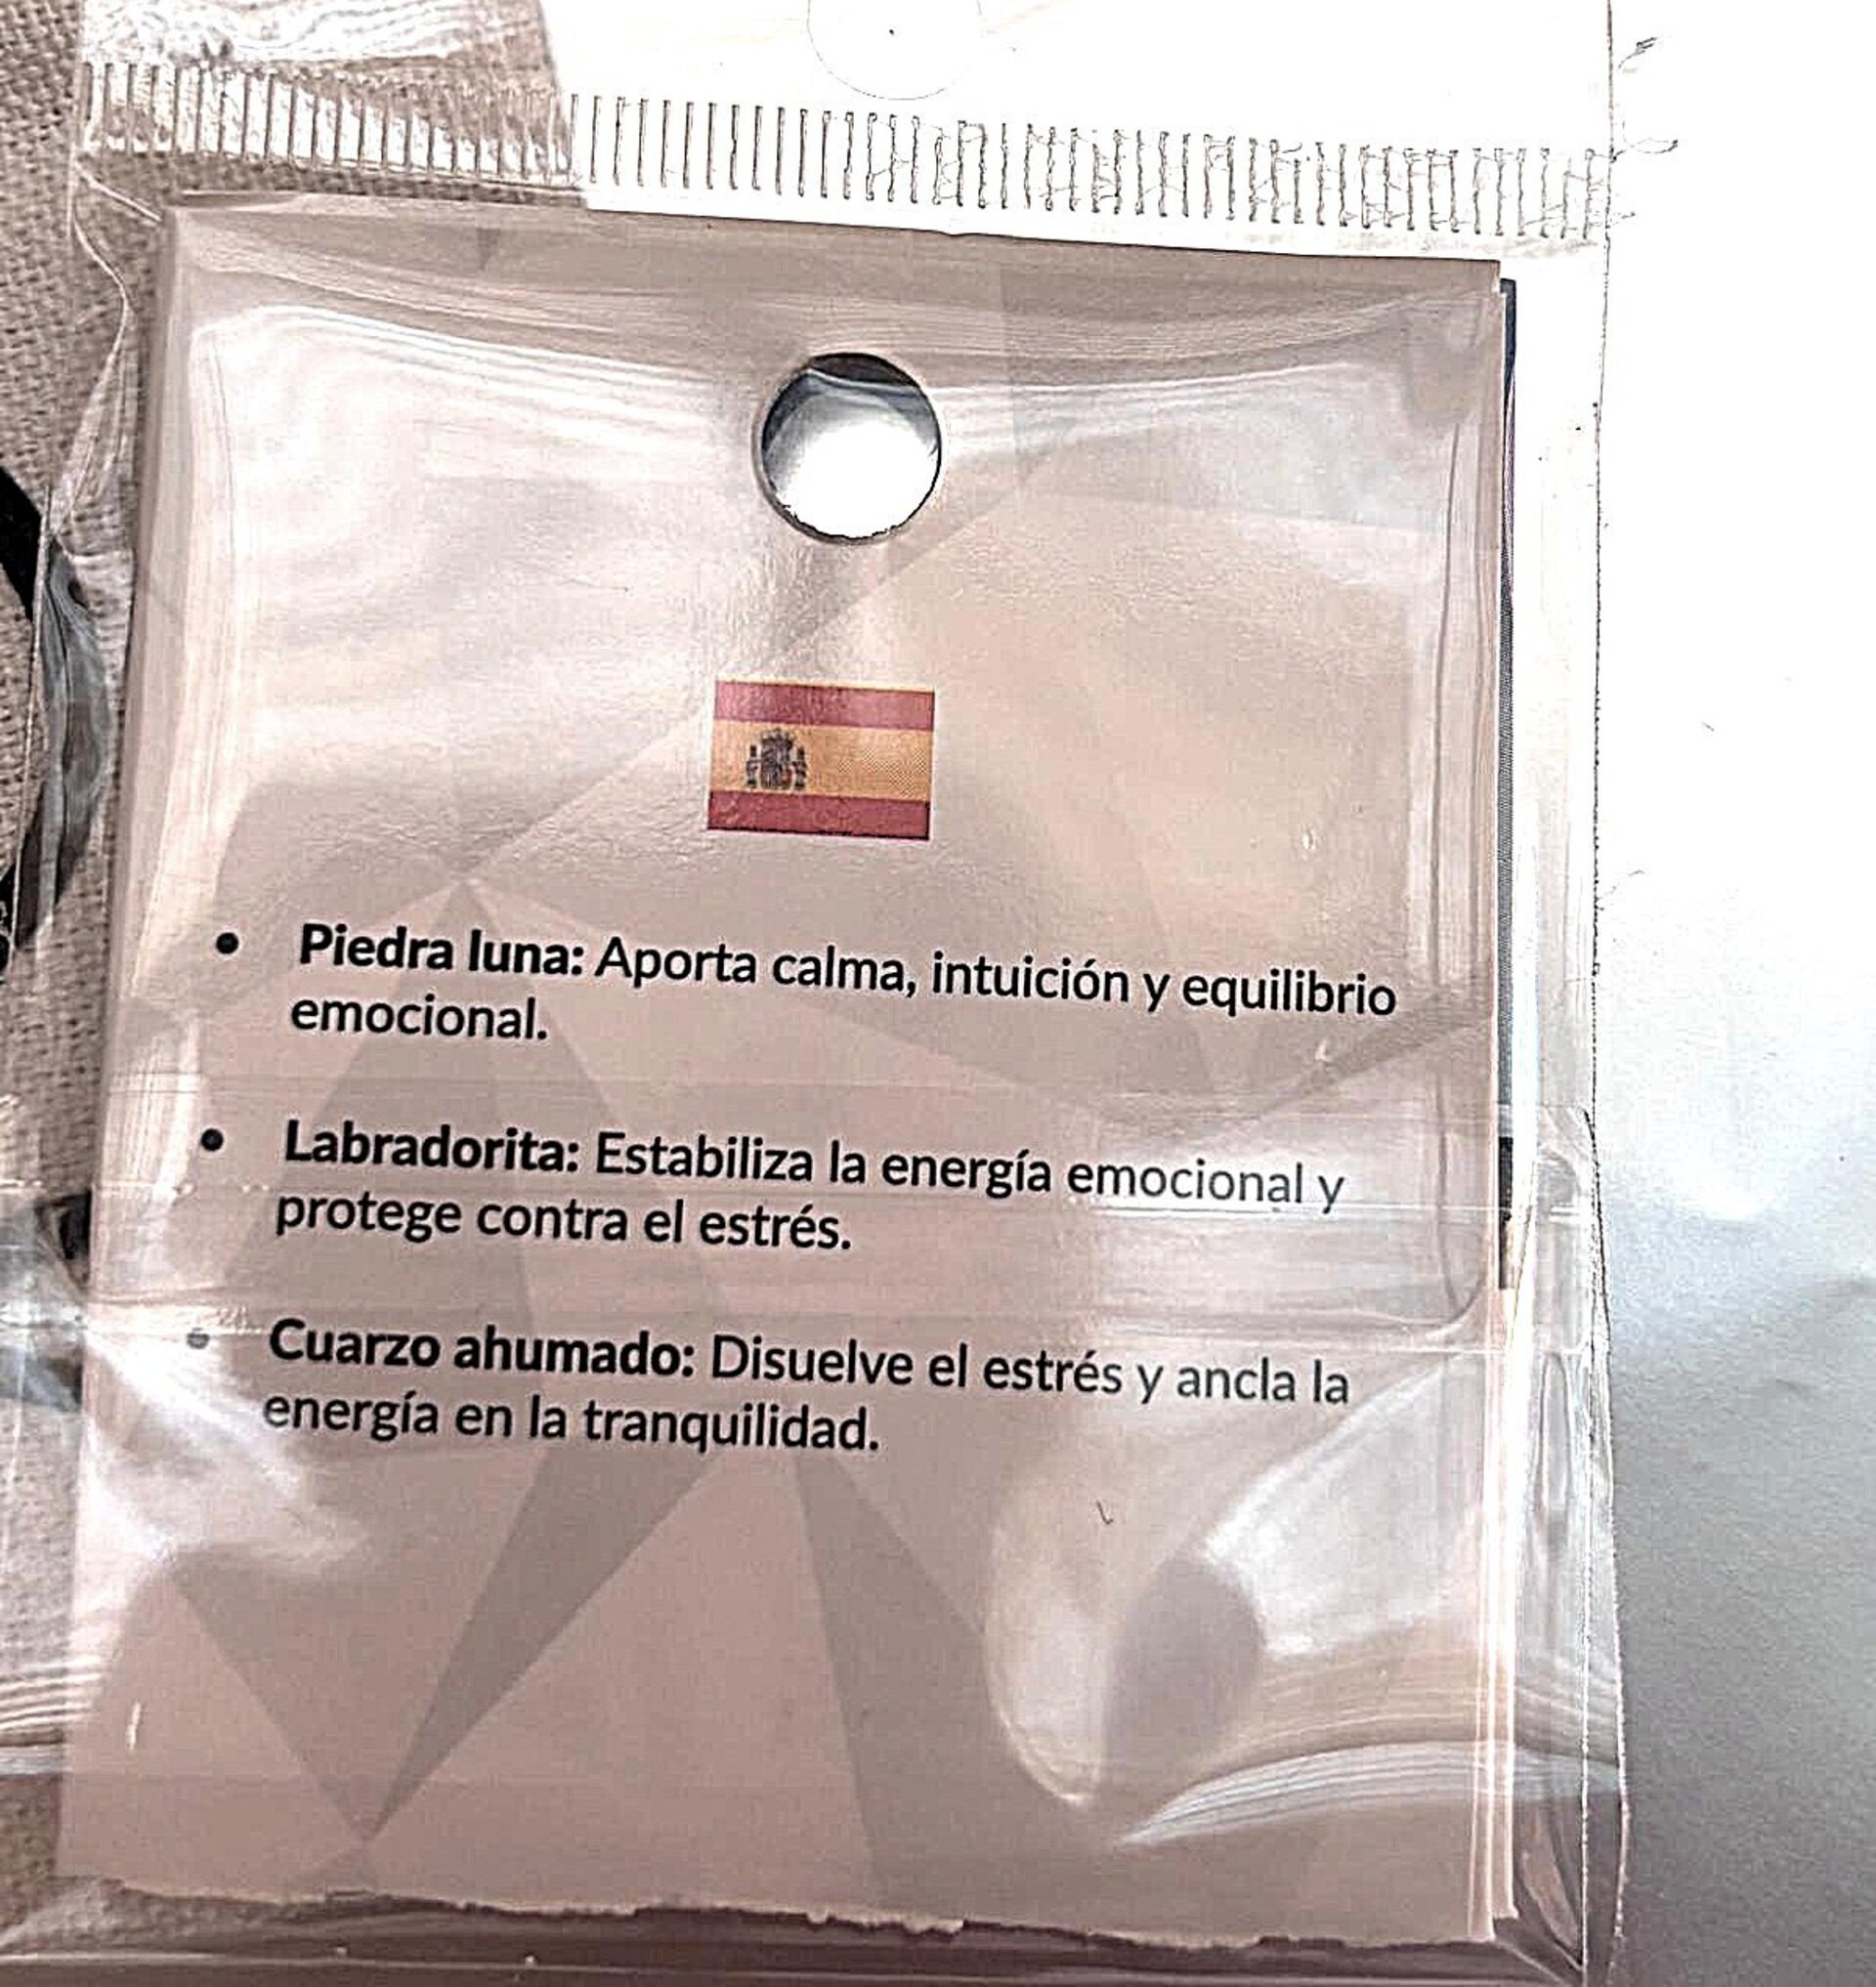 • Piedra luna: Aporta calma, intuición y equilibrio
emocional.
• Labradorita: Estabiliza la energía emocional y
protege contra el estrés.
• Cuarzo ahumado: Disuelve el estrés y ancla la
energía en la tranquilidad.